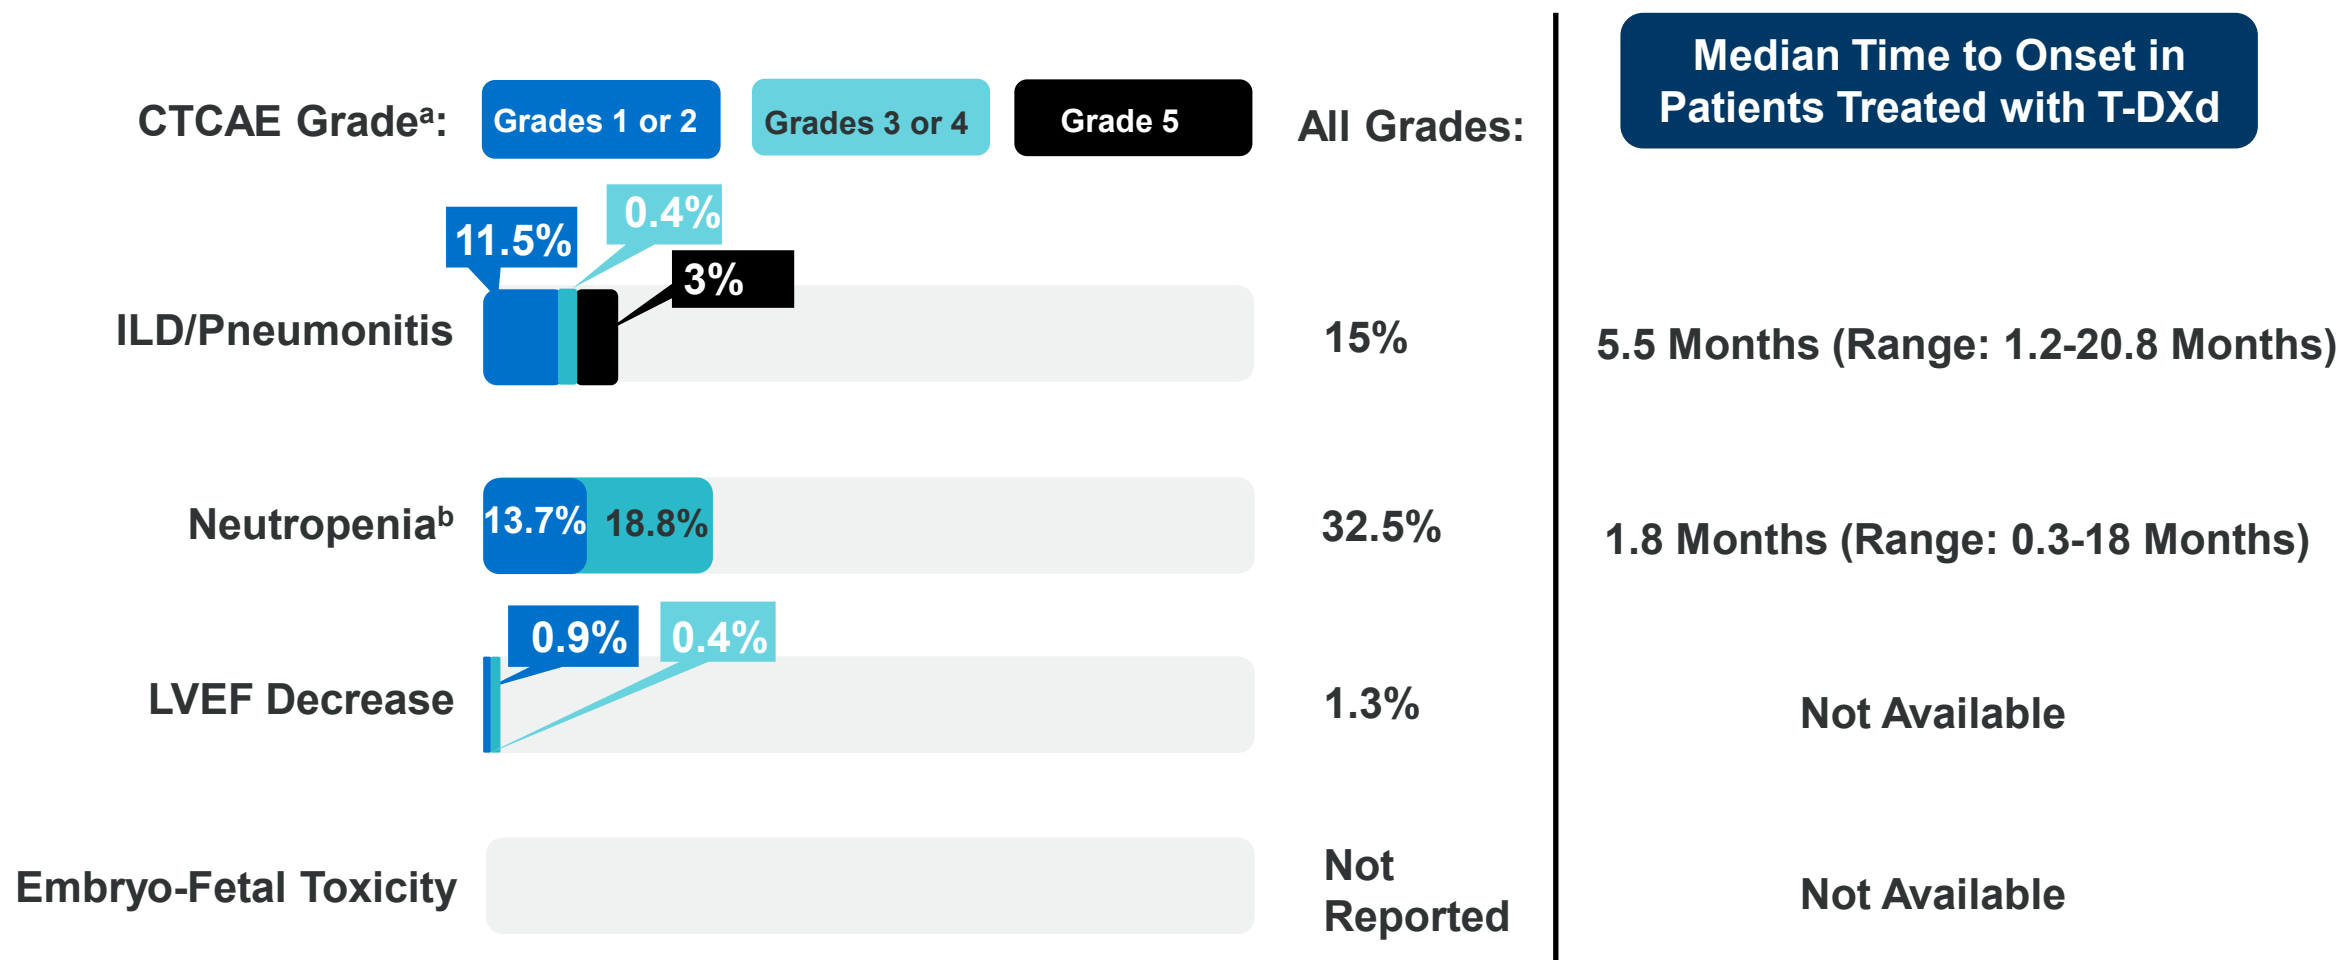 Median Time to Onset in
Patients Treated with T-DXd
CTCAE Gradeᵃ:
Grades 1 or 2
Grades 3 or 4
Grade 5
All Grades:
11.5%
0.4%
3%
ILD/Pneumonitis
15%
5.5 Months (Range: 1.2-20.8 Months)
Neutropeniaᵇ
13.7%
18.8%
32.5%
1.8 Months (Range: 0.3-18 Months)
0.9%
0.4%
LVEF Decrease
1.3%
Not Available
Embryo-Fetal Toxicity
Not
Reported
Not Available